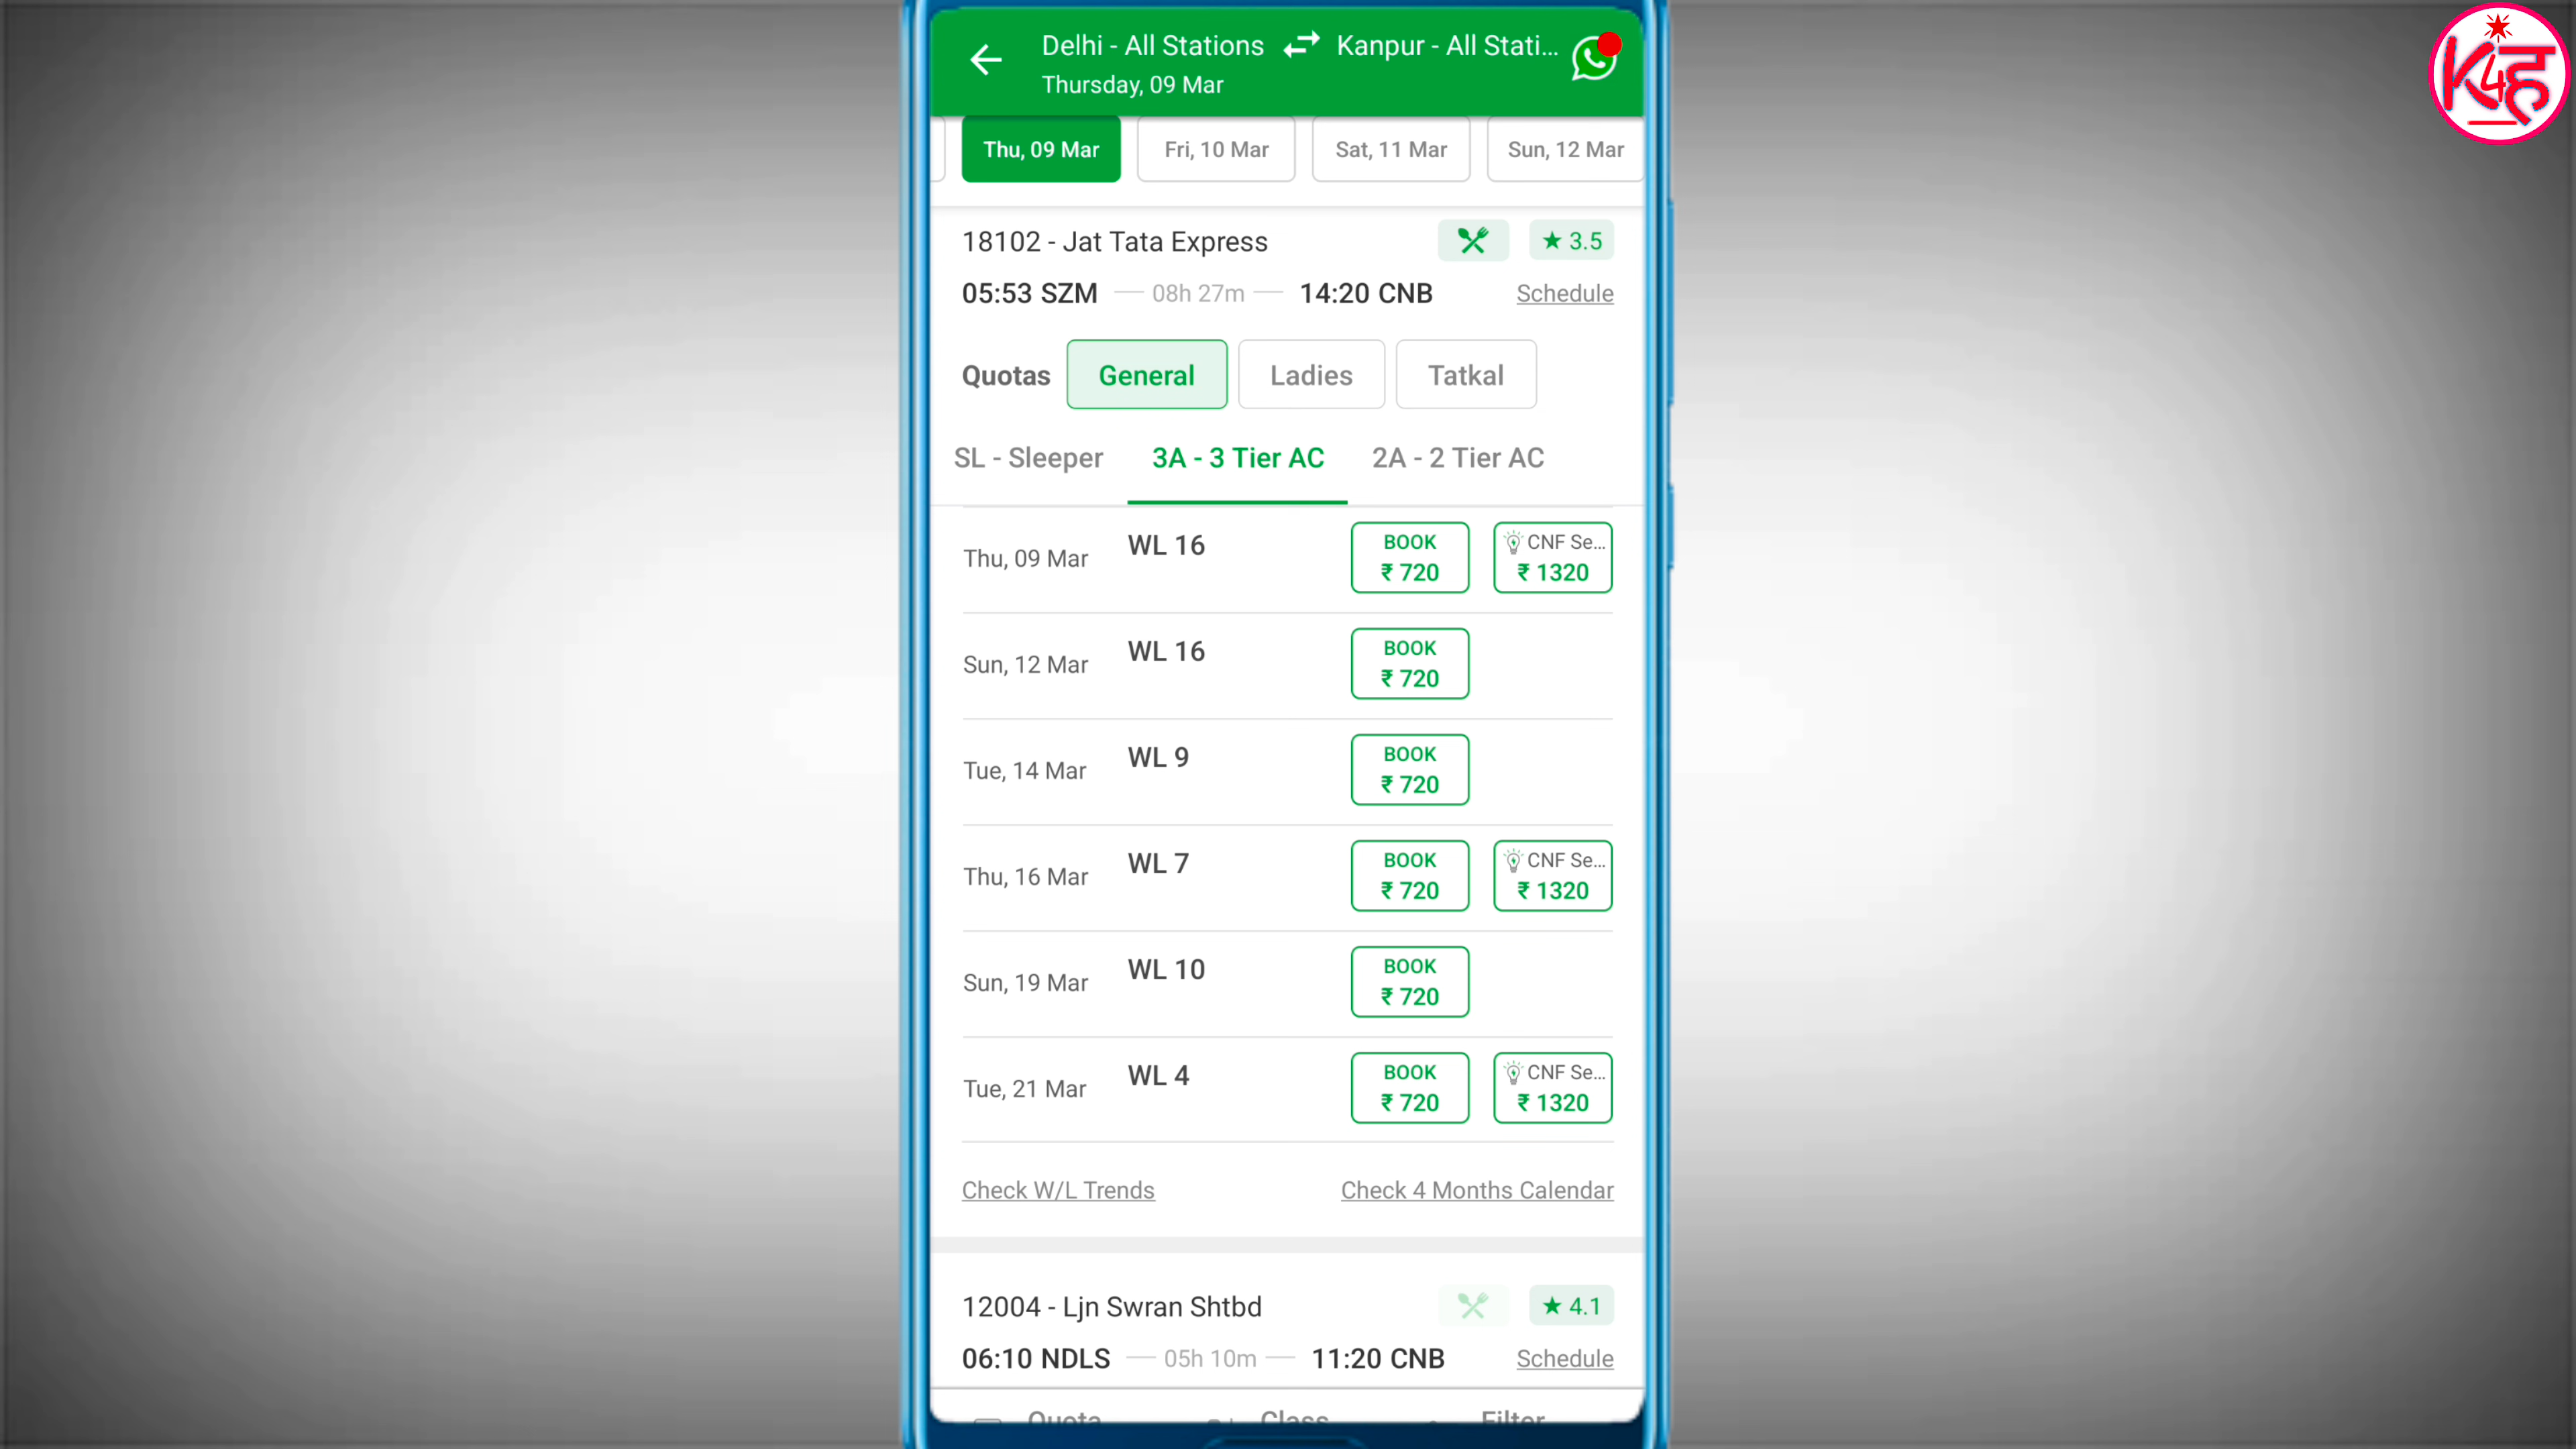 Delhi - All Stations Kanpur - All Stati...
Thursday, 09 Mar
K4ह
Thu, 09 Mar Fri, 10 Mar Sat, 11 Mar Sun, 12 Mar
18102 - Jat Tata Express ★ 3.5
05:53 SZM 08h 27m 14:20 CNB Schedule
Quotas General Ladies Tatkal
SL - Sleeper 3A - 3 Tier AC 2A - 2 Tier AC
Thu, 09 Mar WL 16 BOOK ₹ 720 CNF Se... ₹ 1320
Sun, 12 Mar WL 16 BOOK ₹ 720
Tue, 14 Mar WL 9 BOOK ₹ 720
Thu, 16 Mar WL 7 BOOK ₹ 720 CNF Se... ₹ 1320
Sun, 19 Mar WL 10 BOOK ₹ 720
Tue, 21 Mar WL 4 BOOK ₹ 720 CNF Se... ₹ 1320
Check W/L Trends Check 4 Months Calendar
12004 - Ljn Swran Shtbd ★ 4.1
06:10 NDLS 05h 10m 11:20 CNB Schedule
Quota Class Filter